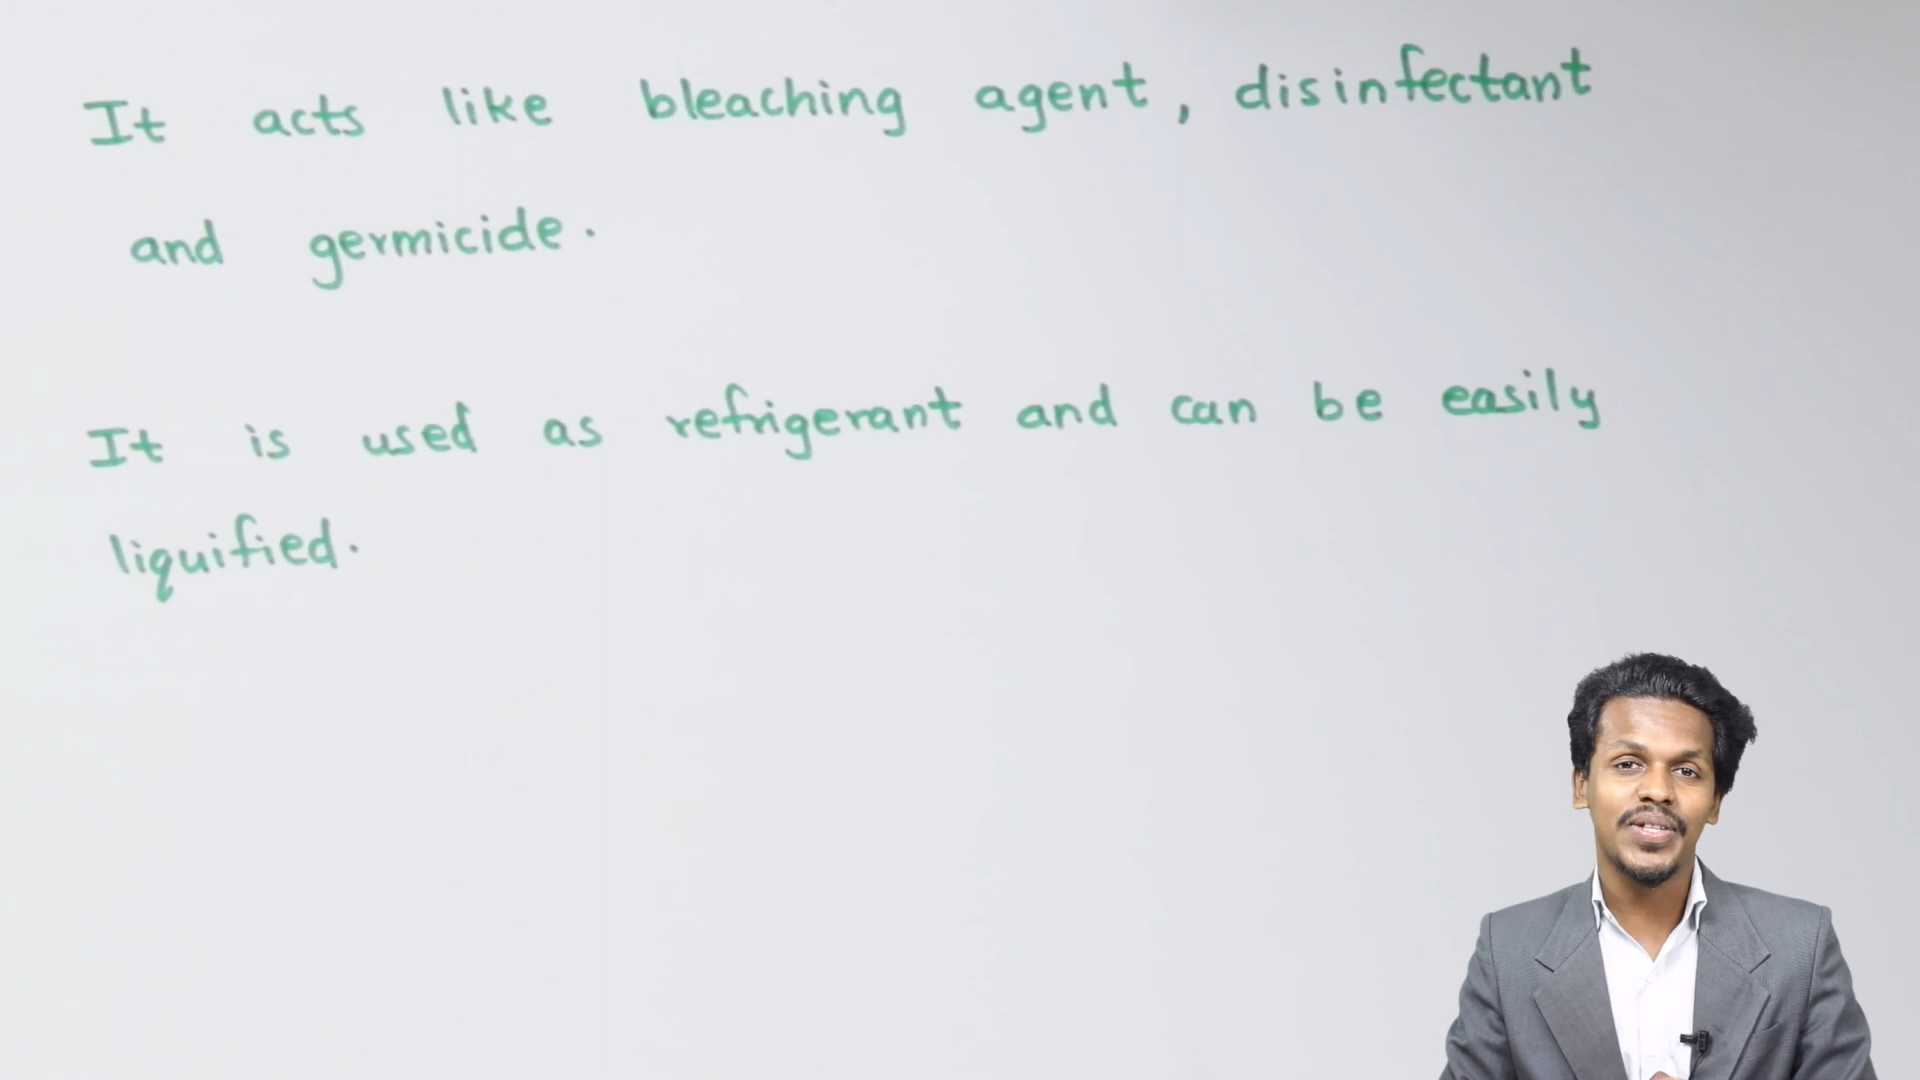 It acts like bleaching agent, disinfectant
and germicide.
It is used as refrigerant and can be easily
liquified.